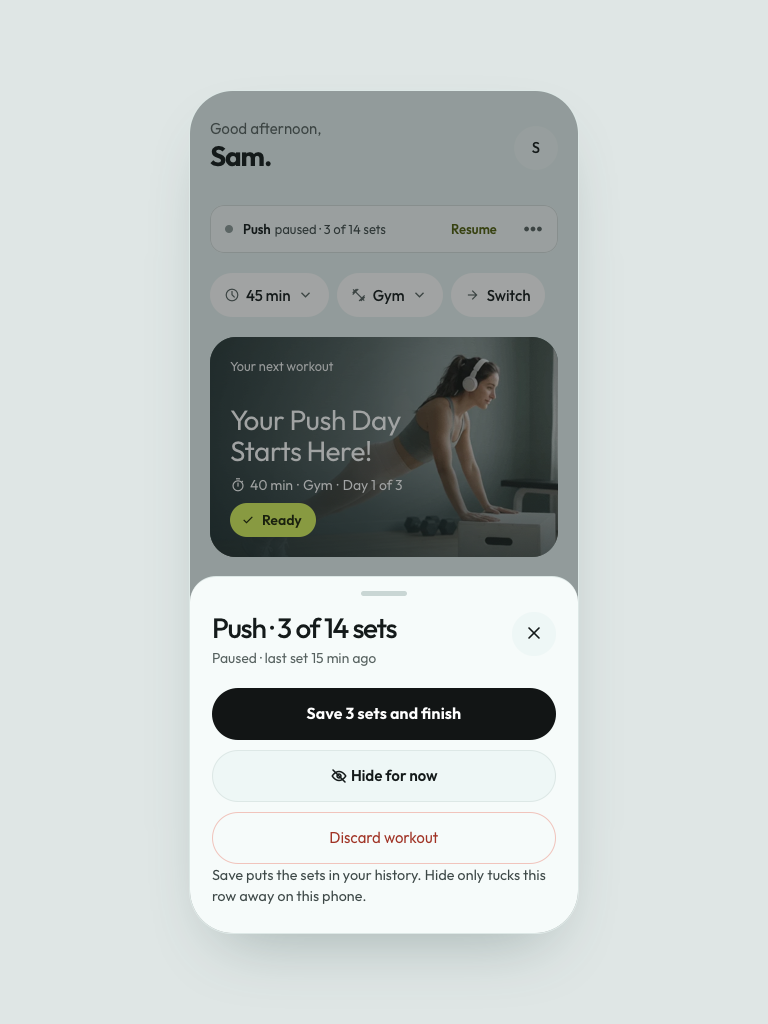 Good afternoon,
Sam.
S
Push paused · 3 of 14 sets
Resume
45 min
Gym
Switch
Your next workout
Your Push Day
Starts Here!
40 min · Gym · Day 1 of 3
Ready
Push · 3 of 14 sets
Paused · last set 15 min ago
Save 3 sets and finish
Hide for now
Discard workout
Save puts the sets in your history. Hide only tucks this
row away on this phone.